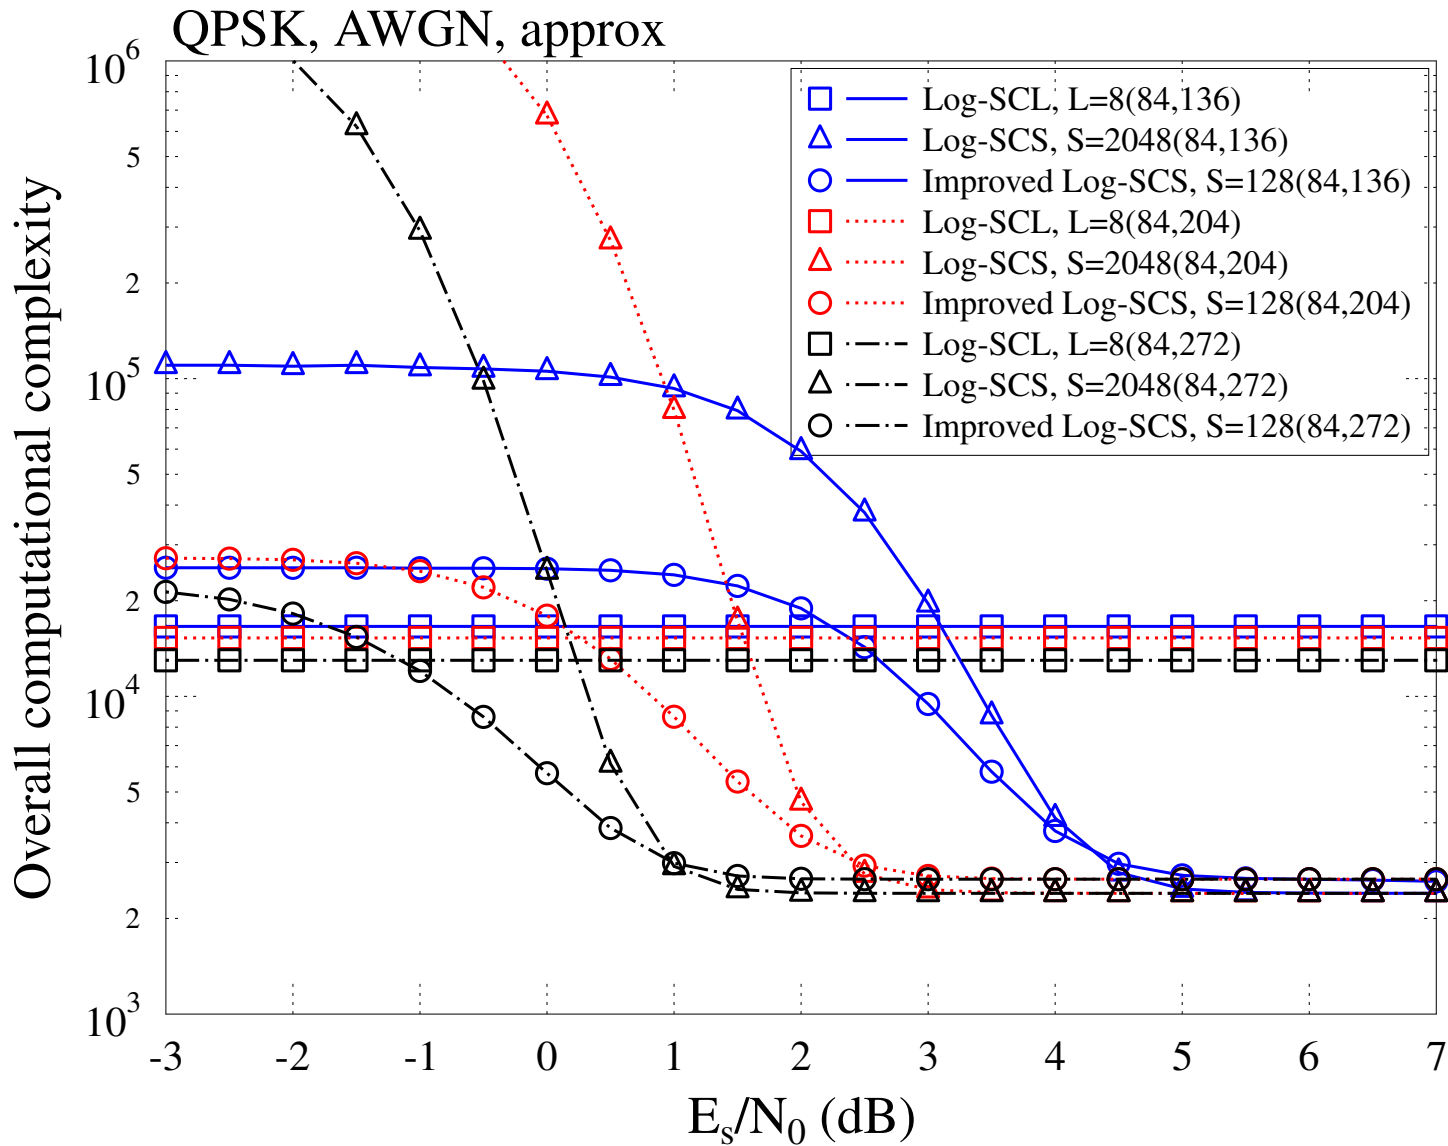 QPSK, AWGN, approx
Overall computational complexity
10^6
5
2
10^5
5
2
10^4
5
2
10^3
Log-SCL, L=8(84,136)
Log-SCS, S=2048(84,136)
Improved Log-SCS, S=128(84,136)
Log-SCL, L=8(84,204)
Log-SCS, S=2048(84,204)
Improved Log-SCS, S=128(84,204)
Log-SCL, L=8(84,272)
Log-SCS, S=2048(84,272)
Improved Log-SCS, S=128(84,272)
-3 -2 -1 0 1 2 3 4 5 6 7
E_s/N_0 (dB)